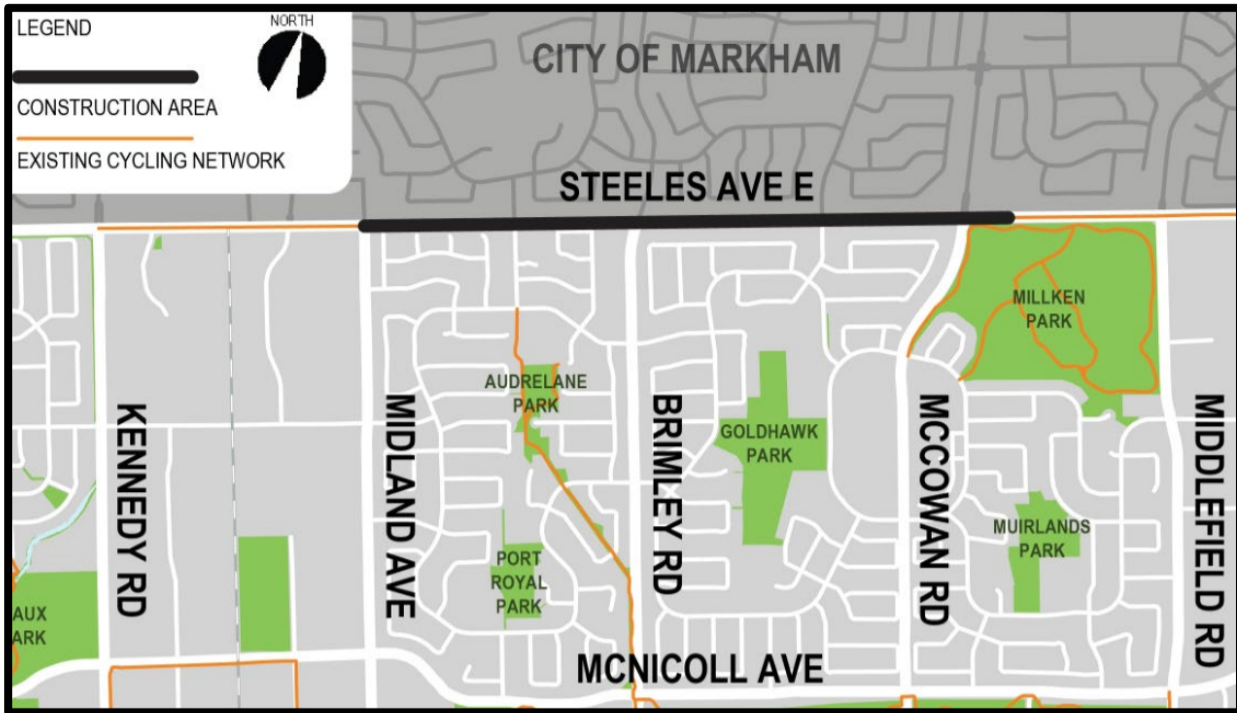 LEGEND
NORTH
CONSTRUCTION AREA
EXISTING CYCLING NETWORK
CITY OF MARKHAM
STEELES AVE E
MILLKEN
PARK
AUDRELANE
PARK
GOLDHAWK
PARK
KENNEDY RD
MIDLAND AVE
BRIMLEY RD
MCCOWAN RD
MIDDLEFIELD RD
MUIRLANDS
PARK
PORT
ROYAL
PARK
AUX
ARK
MCNICOLL AVE